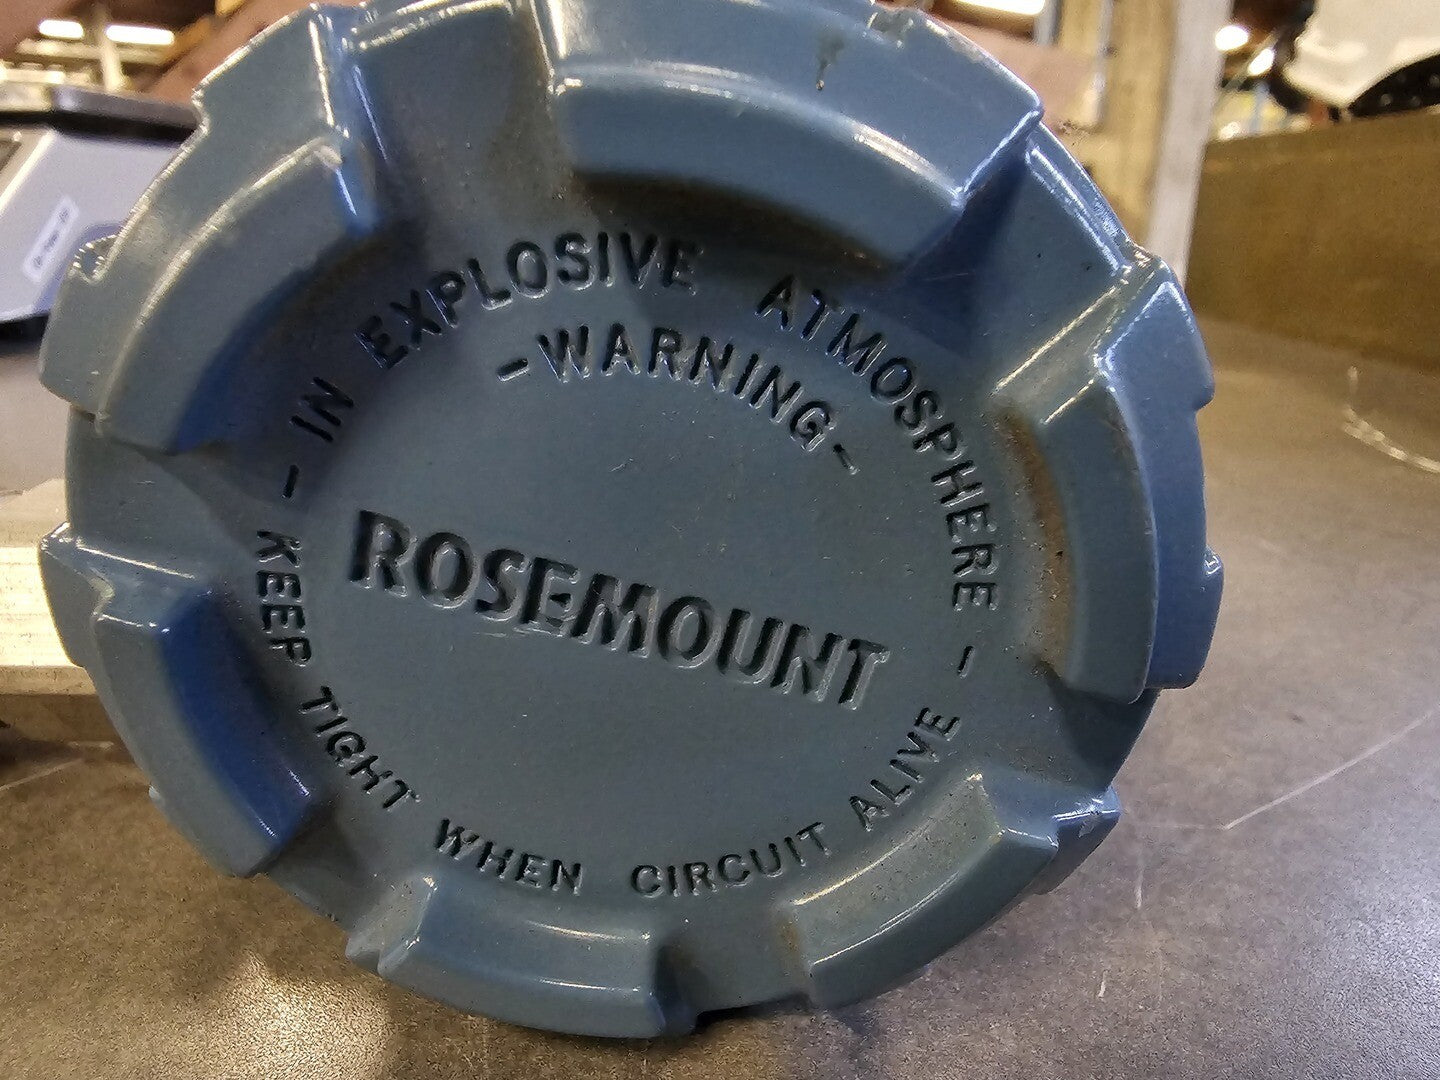 - WARNING -
- IN EXPLOSIVE ATMOSPHERE -
KEEP TIGHT WHEN CIRCUIT ALIVE
ROSEMOUNT